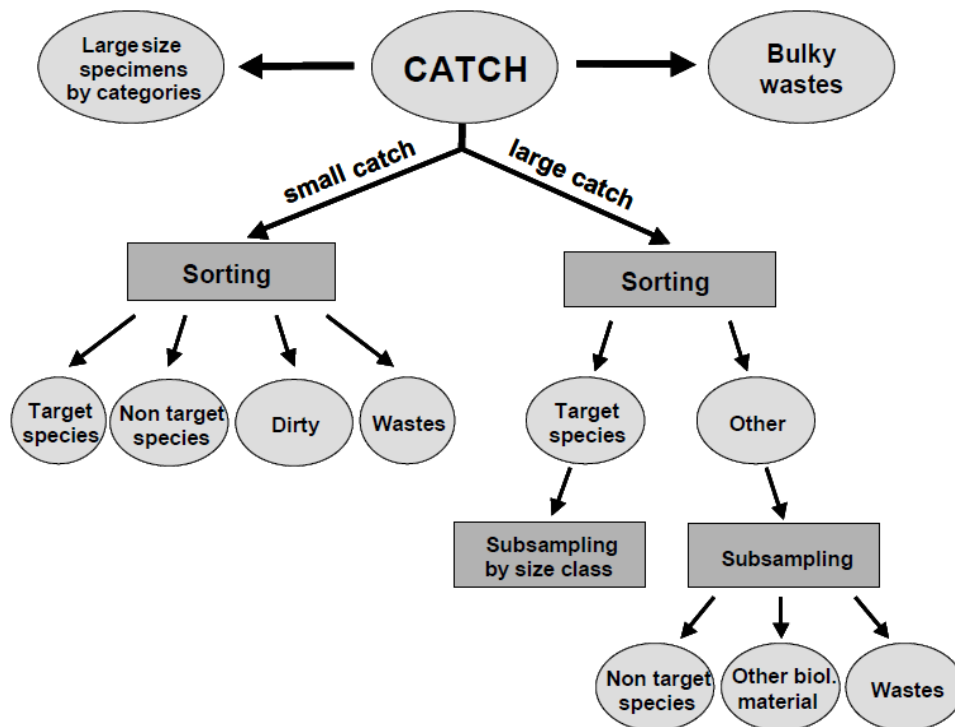 Large size
specimens
by categories
CATCH
Bulky
wastes
small catch
large catch
Sorting
Sorting
Target
species
Non target
species
Dirty
Wastes
Target
species
Other
Subsampling
by size class
Subsampling
Non target
species
Other biol.
material
Wastes